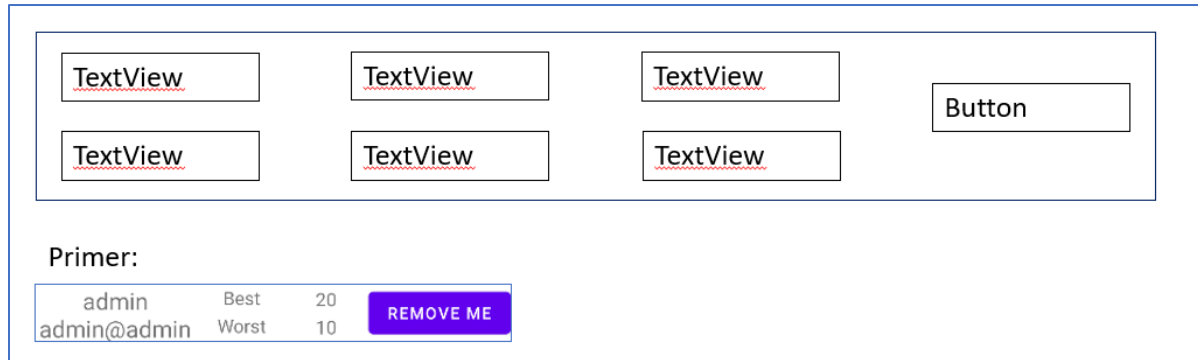 TextView TextView TextView
Button
TextView TextView TextView
Primer:
admin Best 20
REMOVE ME
admin@admin Worst 10